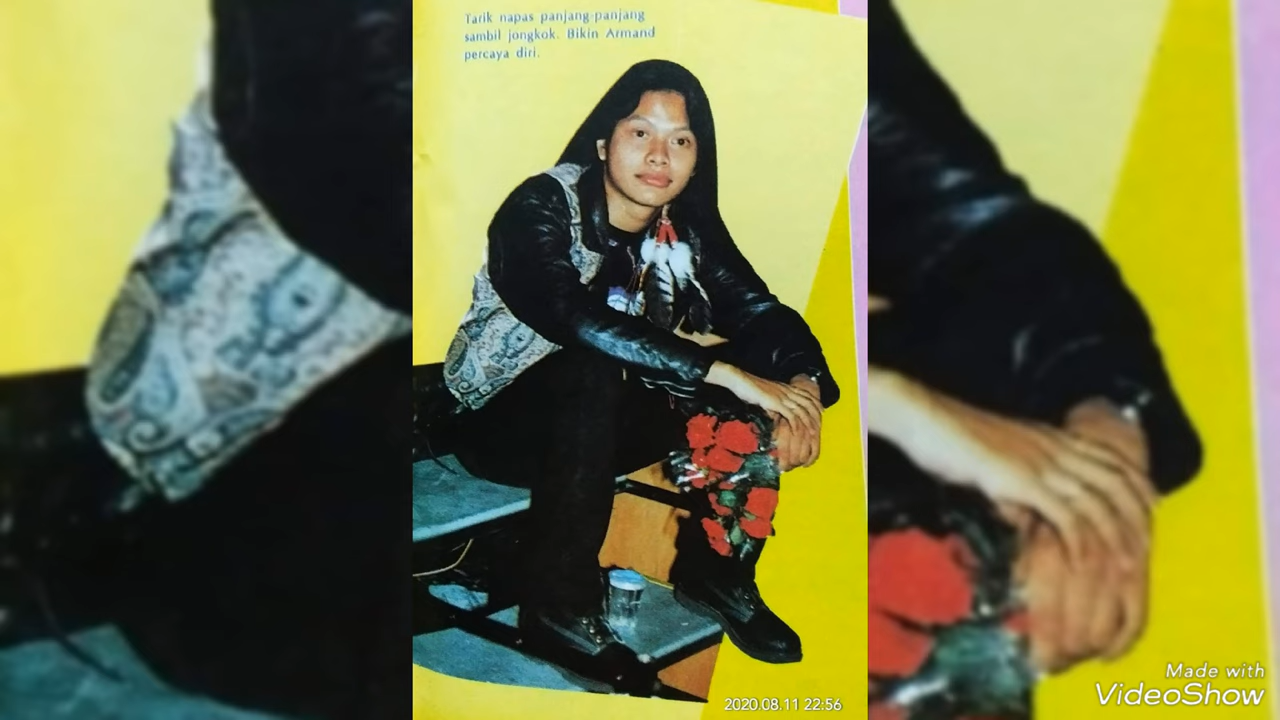 Tarik napas panjang-panjang
sambil jongkok. Bikin Armand
percaya diri.
2020.08.11 22:56
Made with
VideoShow